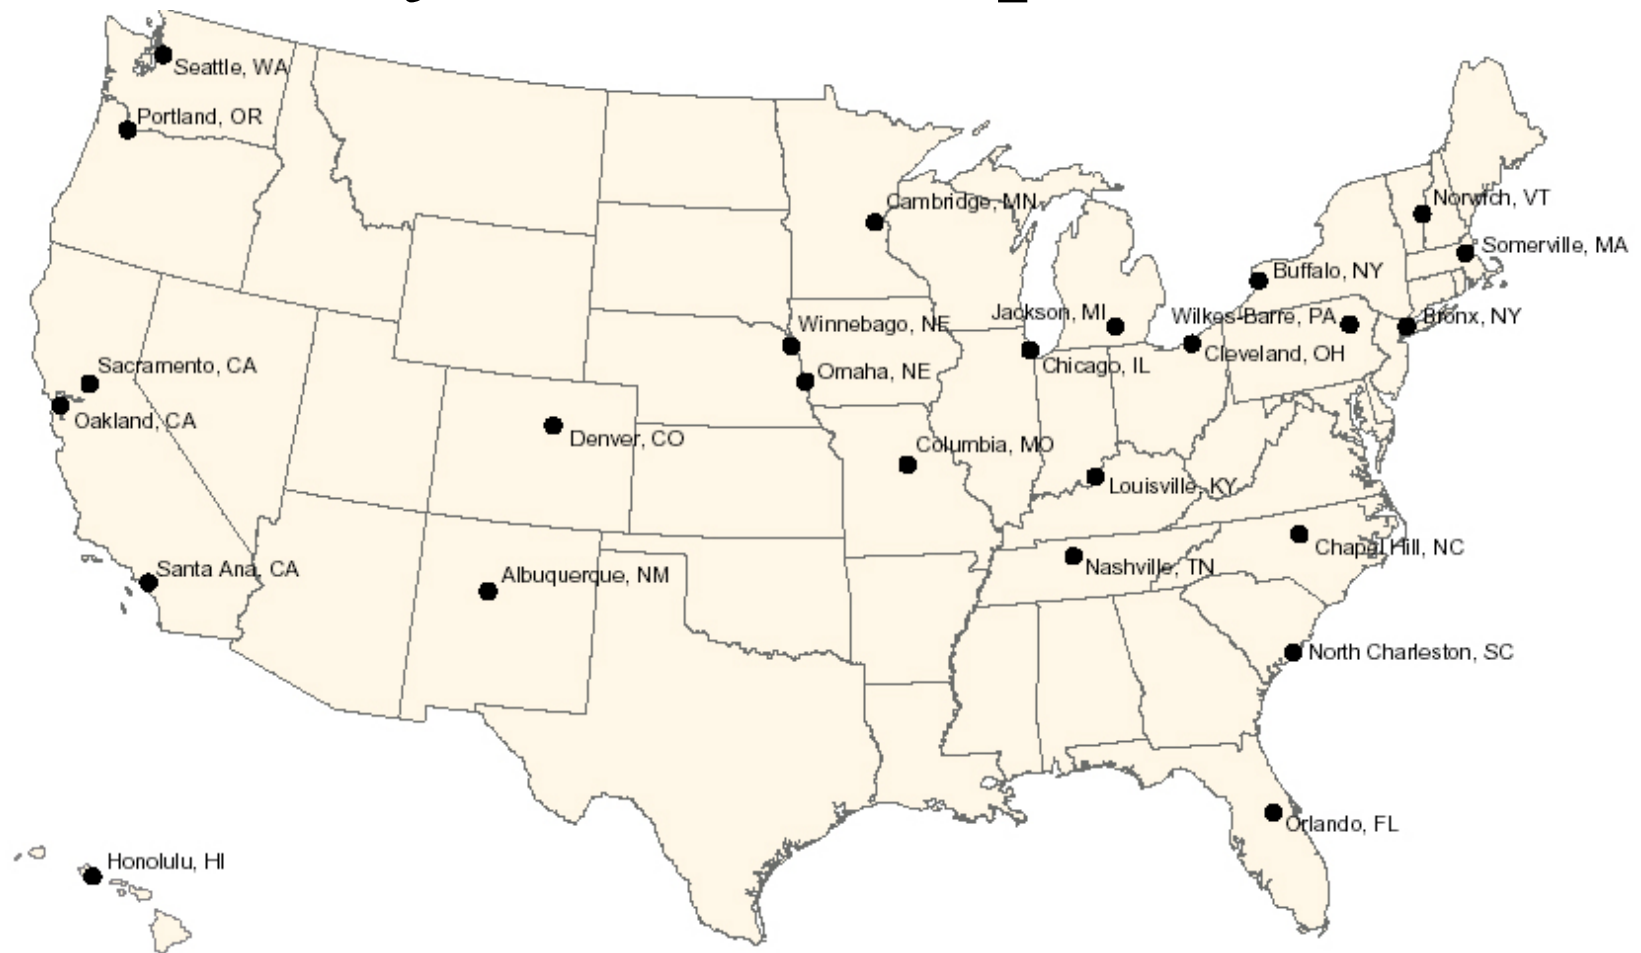 Seattle, WA
Portland, OR
Cambridge, MN
Norwich, VT
Somerville, MA
Buffalo, NY
Jackson, MI
Wilkes-Barre, PA
Bronx, NY
Winnebago, NE
Cleveland, OH
Chicago, IL
Sacramento, CA
Omaha, NE
Oakland, CA
Denver, CO
Columbia, MO
Louisville, KY
Chapel Hill, NC
Nashville, TN
Santa Ana, CA
Albuquerque, NM
North Charleston, SC
Orlando, FL
Honolulu, HI